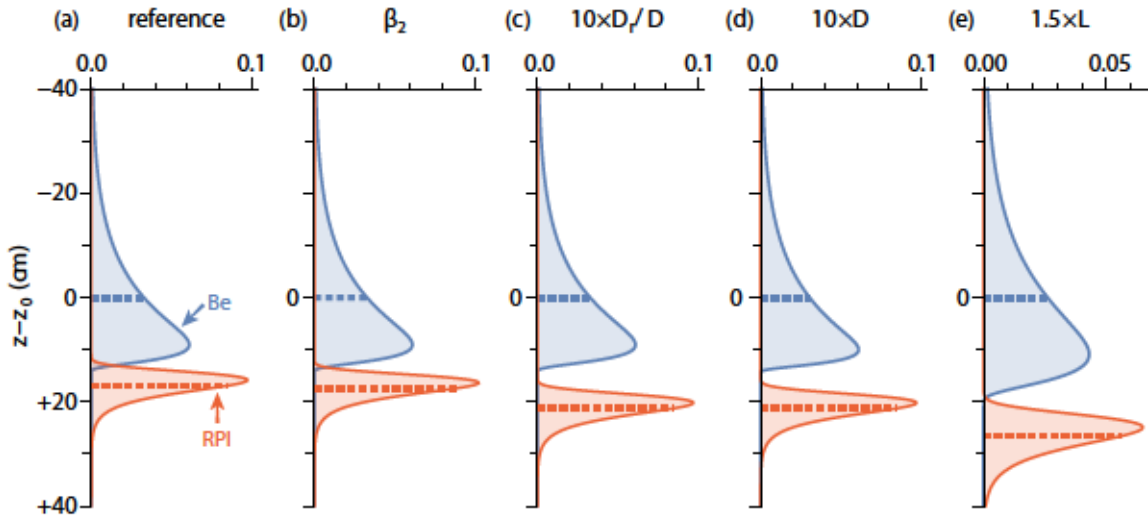 (a) reference (b) β₂ (c) 10×Dᵣ/D (d) 10×D (e) 1.5×L
0.0 0.1 0.0 0.1 0.0 0.1 0.0 0.1 0.00 0.05
−40
−20
0 0 0 0 0
Be
+20
RPI
+40
z−z₀ (cm)